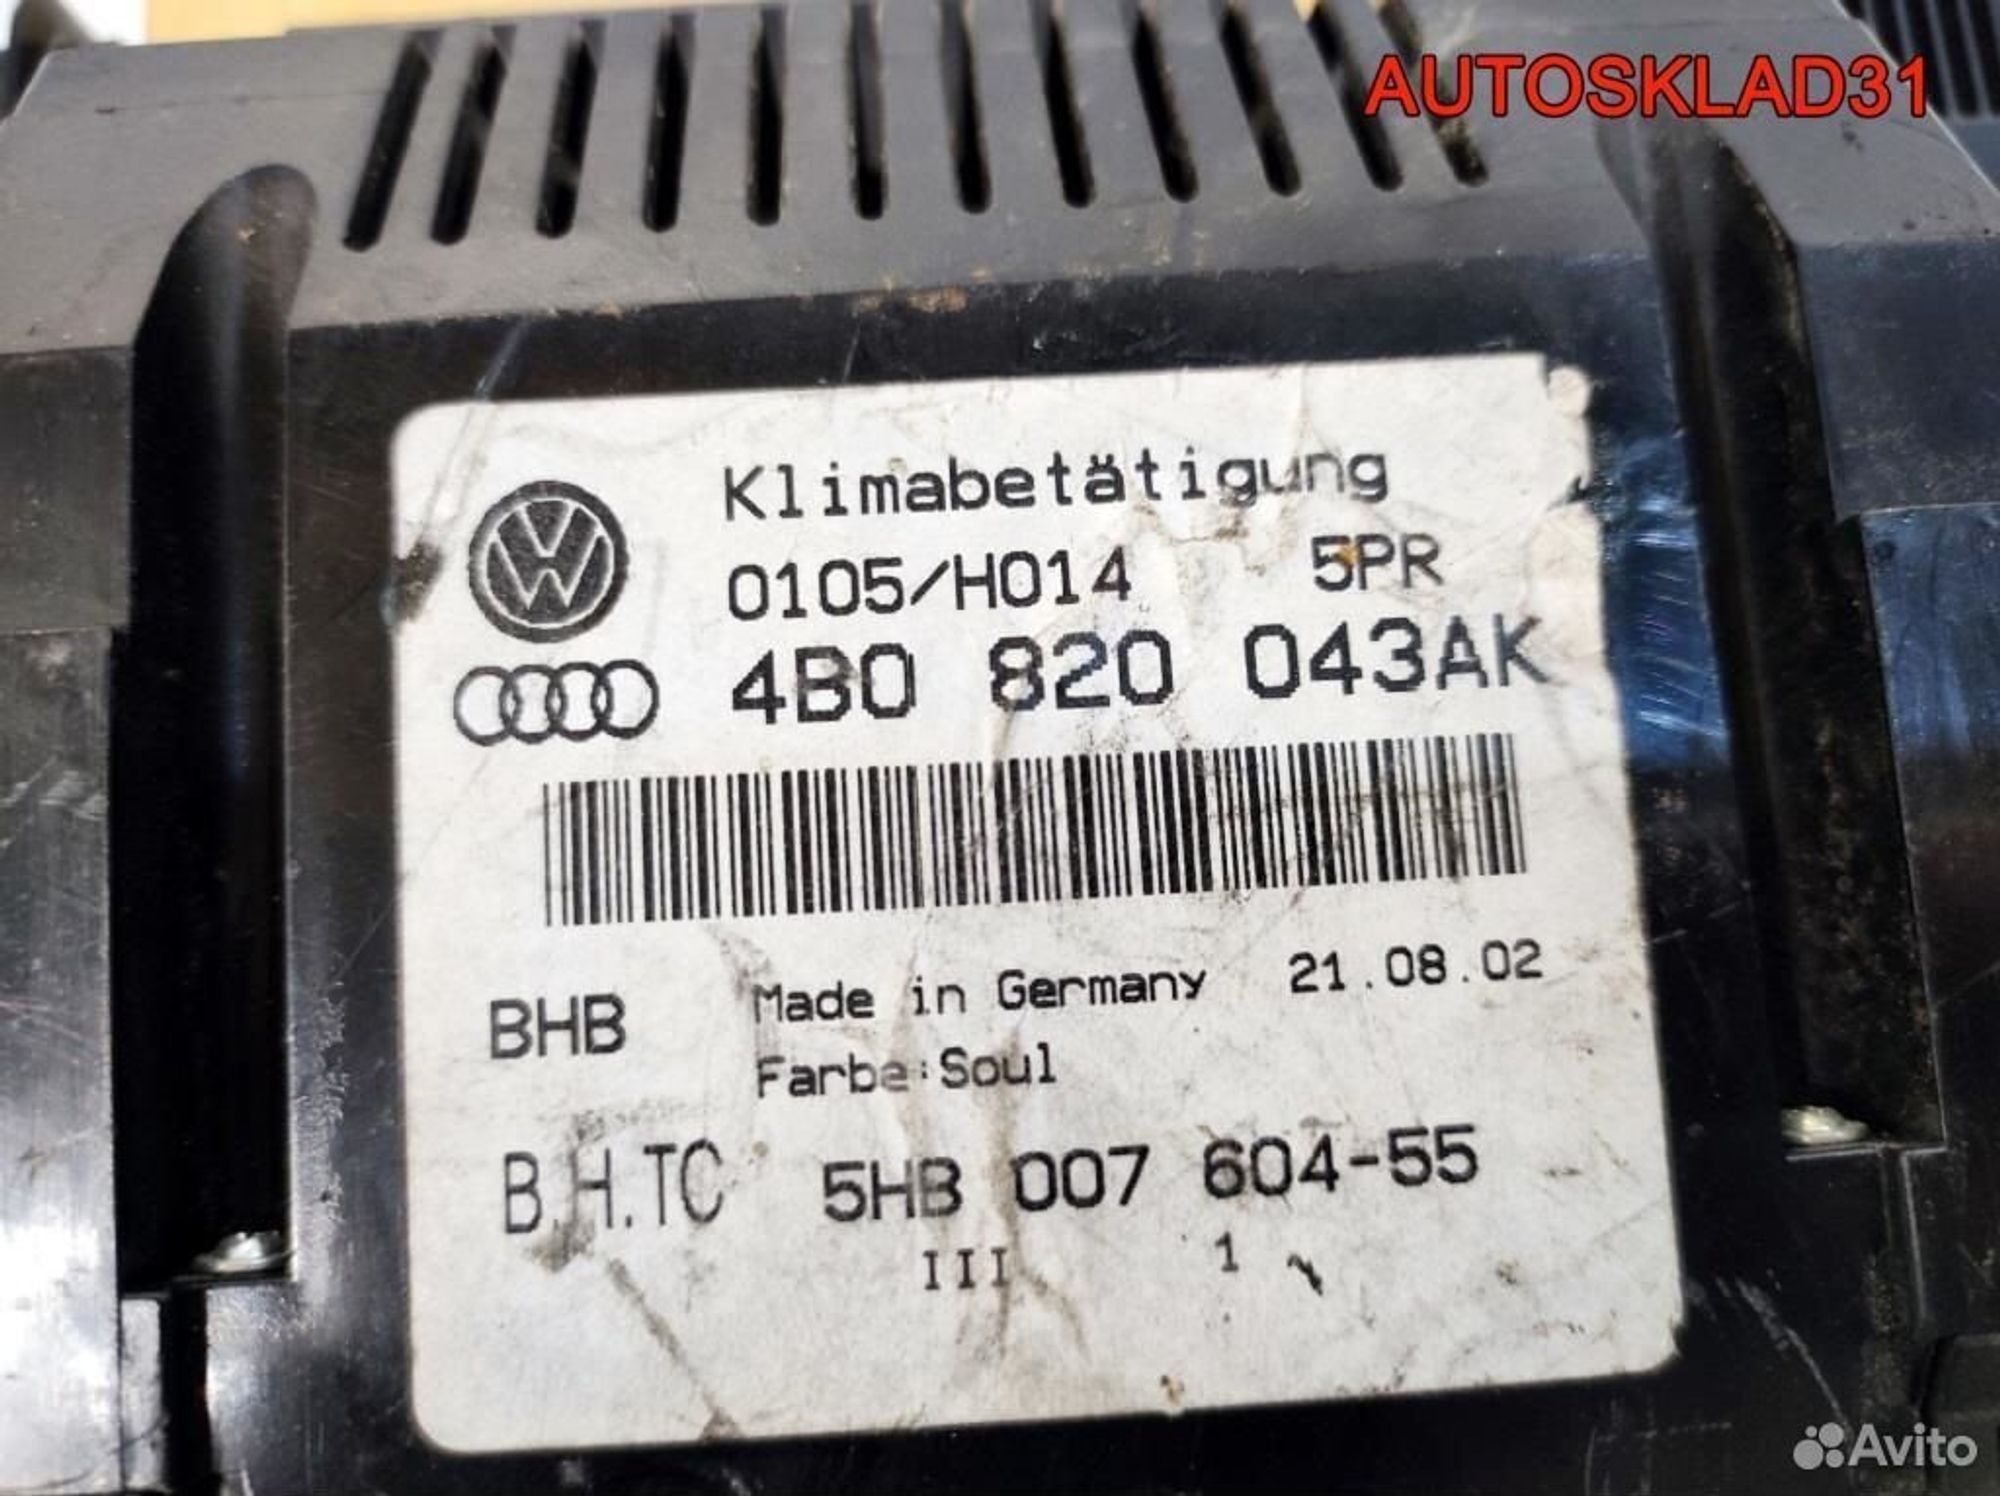 AUTOSKLAD31
Klimabetätigung
0105/H014 5PR
4B0 820 043AK
BHB Made in Germany 21.08.02
Farbe:Soul
B.H.TC 5HB 007 604-55
III 1
Avito